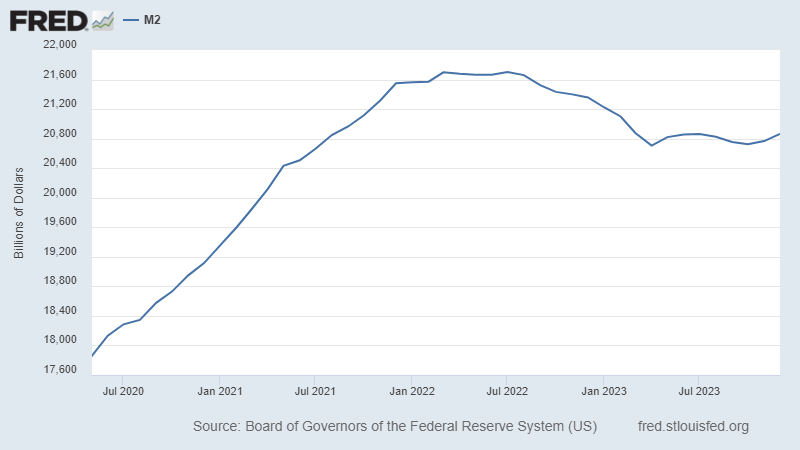 FRED
M2
22,000
21,600
21,200
20,800
20,400
20,000
19,600
19,200
18,800
18,400
18,000
17,600
Billions of Dollars
Jul 2020 Jan 2021 Jul 2021 Jan 2022 Jul 2022 Jan 2023 Jul 2023
Source: Board of Governors of the Federal Reserve System (US) fred.stlouisfed.org